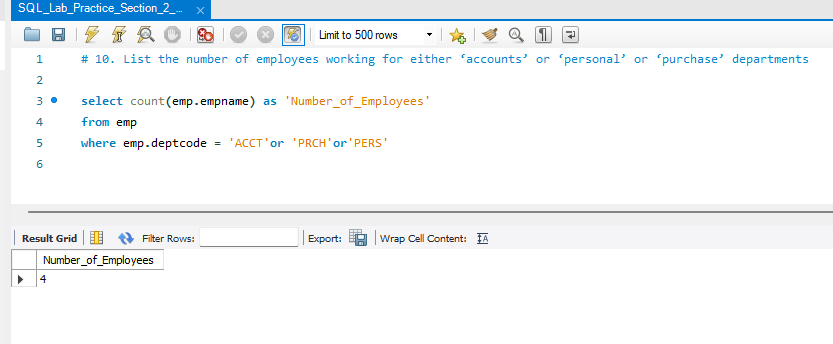 SQL_Lab_Practice_Section_2_...
Limit to 500 rows
1 # 10. List the number of employees working for either ‘accounts’ or ‘personal’ or ‘purchase’ departments
2
3 select count(emp.empname) as 'Number_of_Employees'
4 from emp
5 where emp.deptcode = 'ACCT'or 'PRCH'or'PERS'
6
Result Grid Filter Rows: Export: Wrap Cell Content:
Number_of_Employees
4